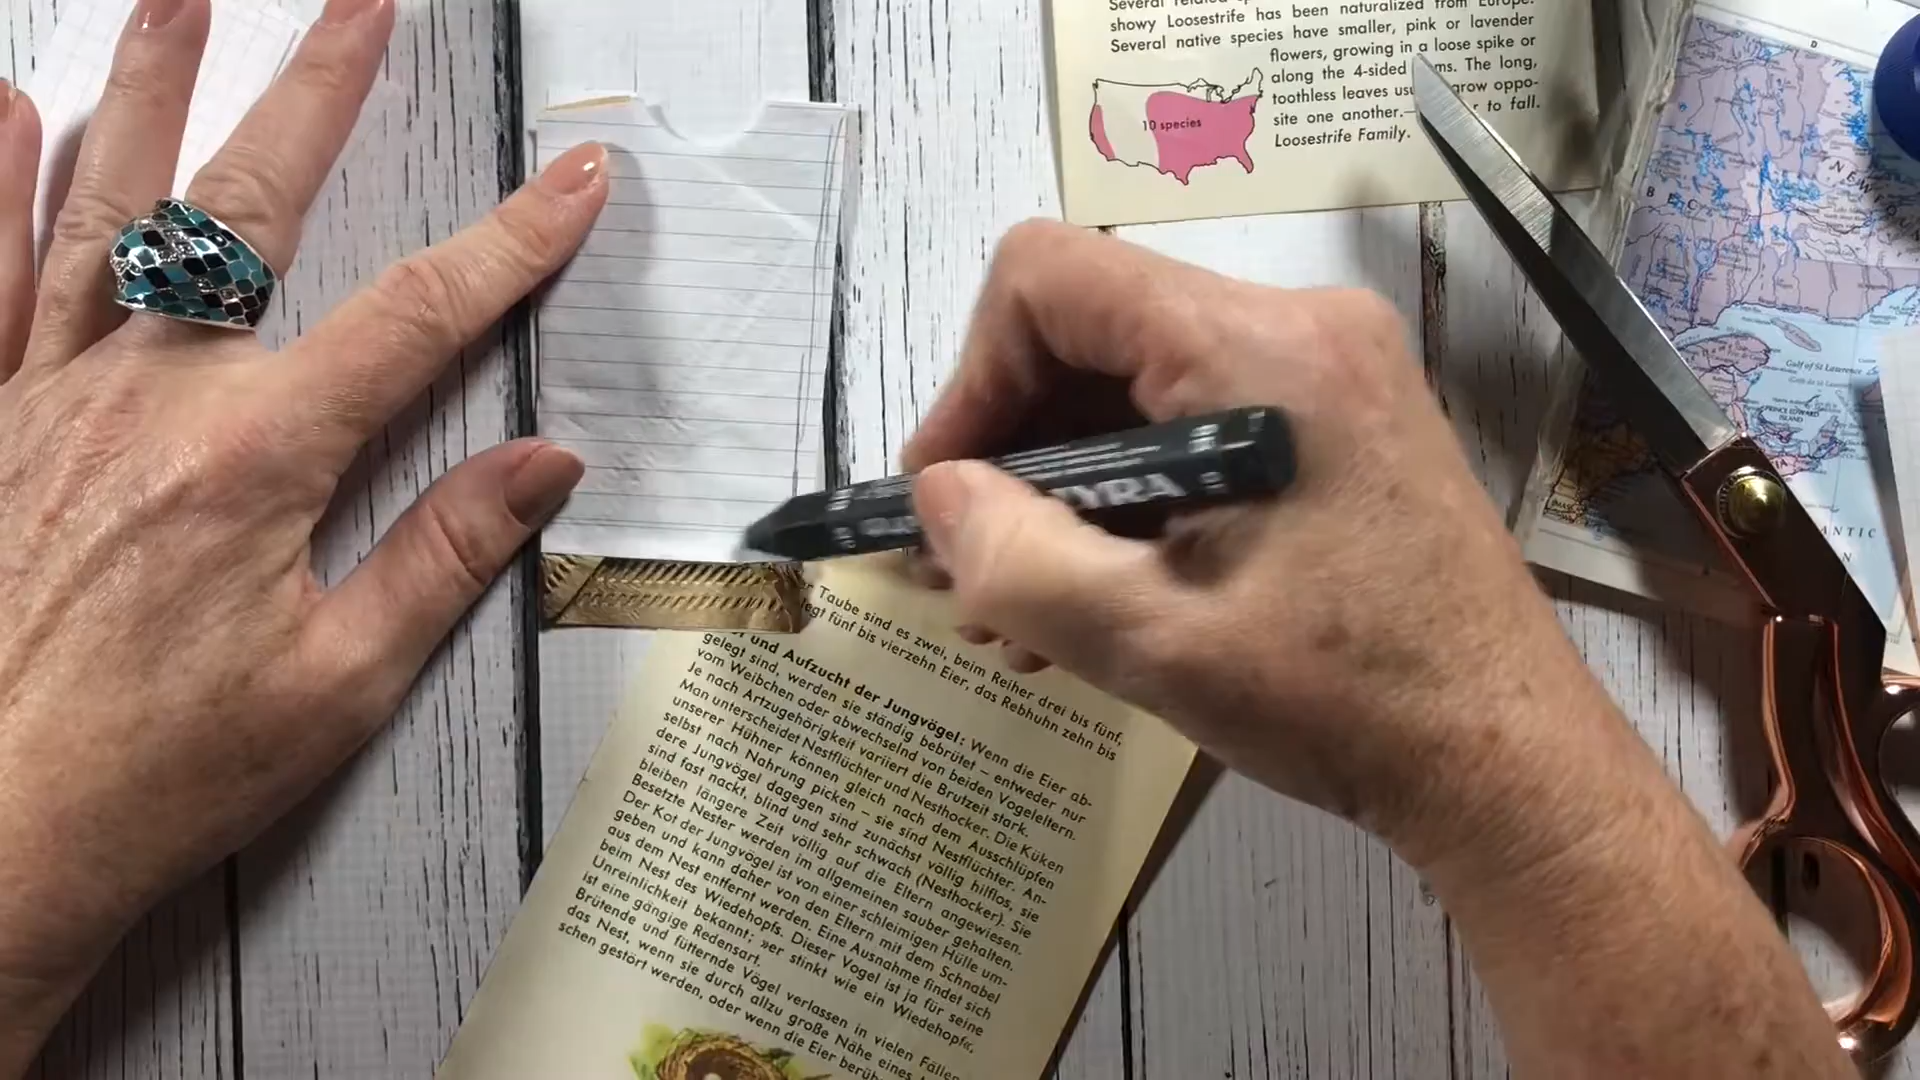 Several related
showy Loosestrife has been naturalized from Europe.
Several native species have smaller, pink or lavender
flowers, growing in a loose spike or
along the 4-sided The long,
toothless leaves grow oppo-
site one another.— to fall.
Loosestrife Family.
10 species
NEW
Gulf of St Lawrence
PRINCE EDWARD
ISLAND
LYRA
Taube sind es zwei, beim Reiher drei bis fünf,
legt fünf bis vierzehn Eier, das Rebhuhn zehn bis
und Aufzucht der Jungvögel: Wenn die Eier ab-
gelegt sind, werden sie ständig bebrütet – entweder nur
vom Weibchen oder abwechselnd von beiden Vogeleltern.
Je nach Artzugehörigkeit variiert die Brutzeit stark.
Man unterscheidet Nestflüchter und Nesthocker. Die Küken
unserer Hühner können gleich nach dem Ausschlüpfen
selbst nach Nahrung picken – sie sind Nestflüchter. An-
dere Jungvögel dagegen sind zunächst völlig hilflos, sie
sind fast nackt, blind und sehr schwach (Nesthocker). Sie
bleiben längere Zeit völlig auf die Eltern angewiesen.
Besetzte Nester werden im allgemeinen sauber gehalten.
Der Kot der Jungvögel ist von einer schleimigen Hülle um-
geben und kann daher von den Eltern mit dem Schnabel
aus dem Nest entfernt werden. Eine Ausnahme findet sich
beim Nest des Wiedehopfs. Dieser Vogel ist ja für seine
Unreinlichkeit bekannt; »er stinkt wie ein Wiedehopf«,
ist eine gängige Redensart.
Brütende und fütternde Vögel verlassen in vielen Fällen
das Nest, wenn sie durch allzu große Nähe eines
schen gestört werden, oder wenn die Eier